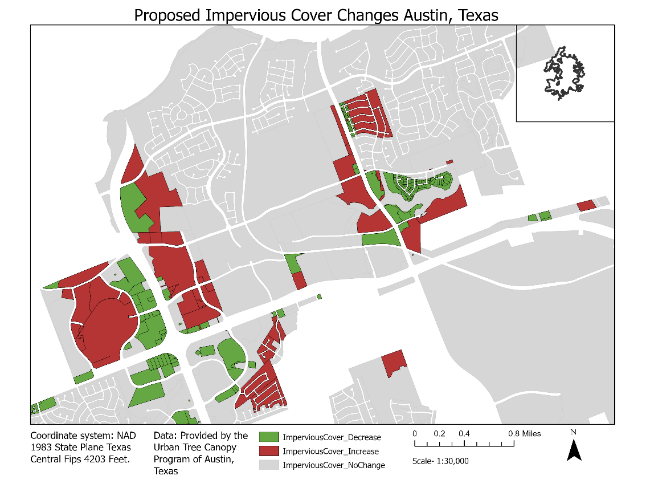 Proposed Impervious Cover Changes Austin, Texas
Coordinate system: NAD
1983 State Plane Texas
Central Fips 4203 Feet.
Data: Provided by the
Urban Tree Canopy
Program of Austin,
Texas
ImperviousCover_Decrease
ImperviousCover_Increase
ImperviousCover_NoChange
0 0.2 0.4 0.8 Miles
Scale- 1:30,000
N